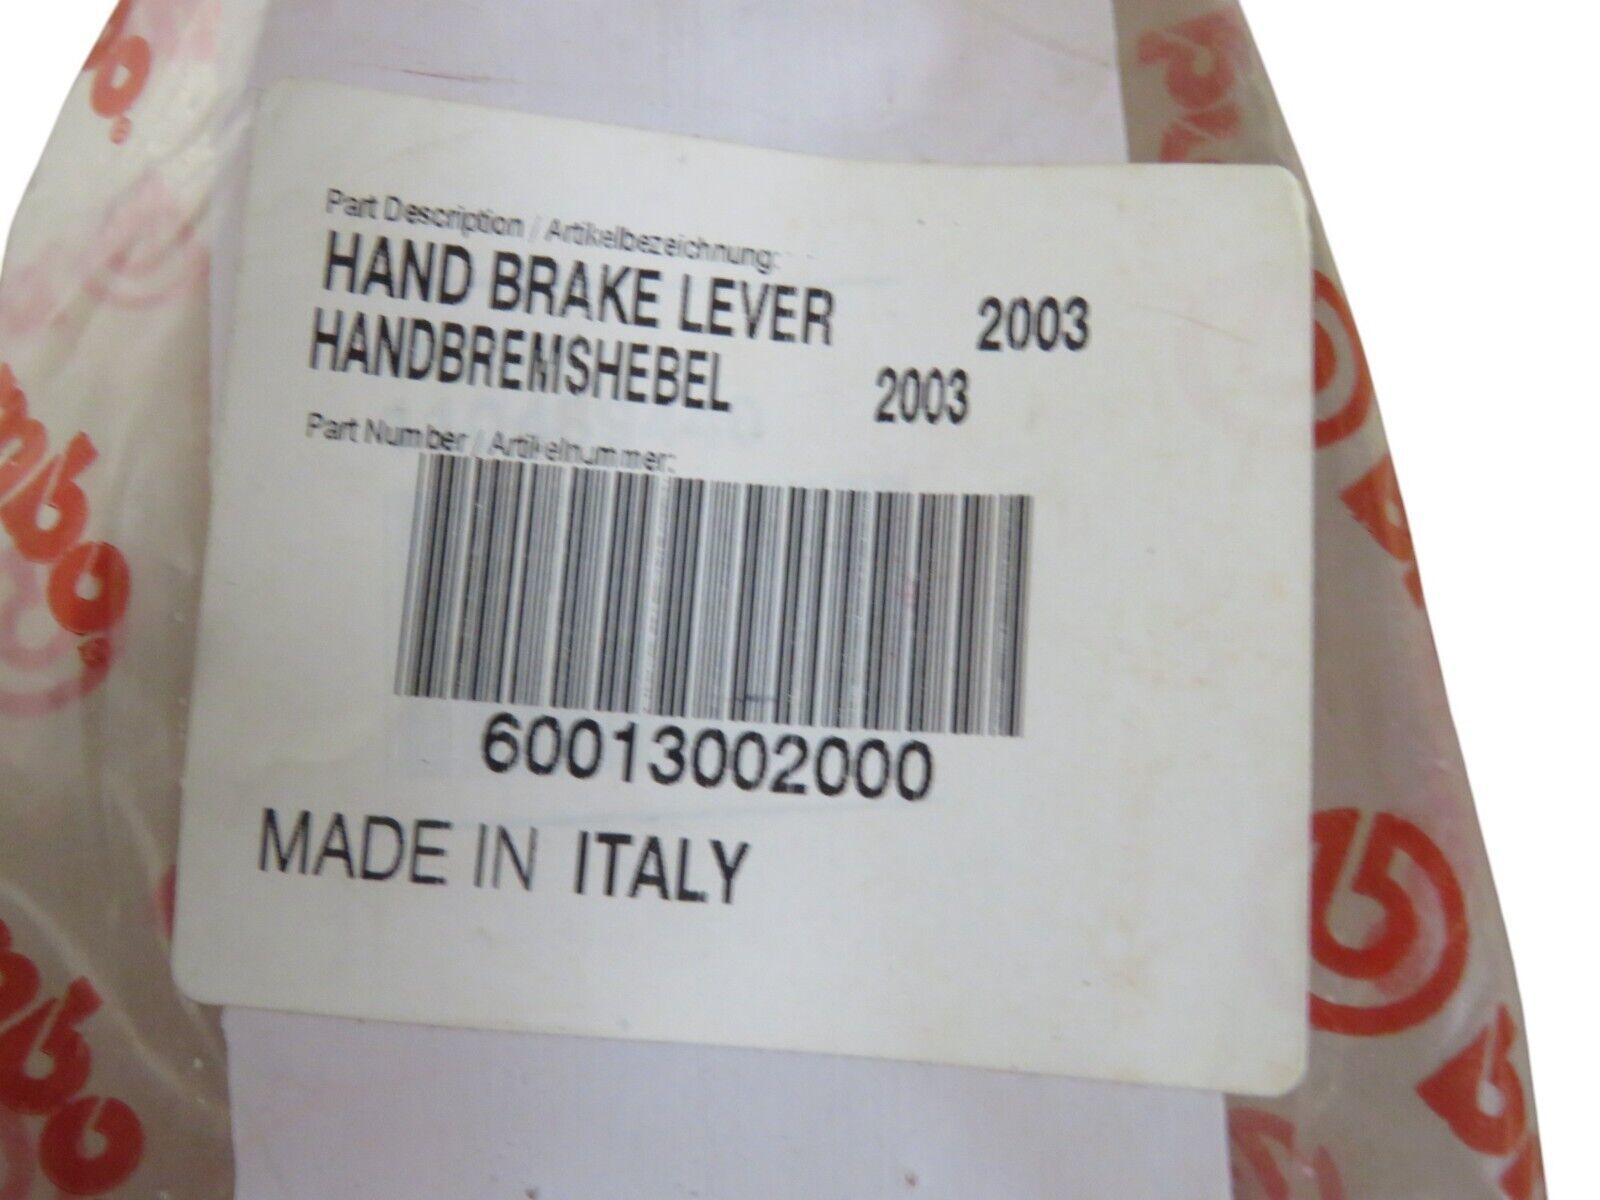 Part Description / Artikelbezeichnung:
HAND BRAKE LEVER 2003
HANDBREMSHEBEL 2003
Part Number / Artikelnummer:
60013002000
MADE IN ITALY